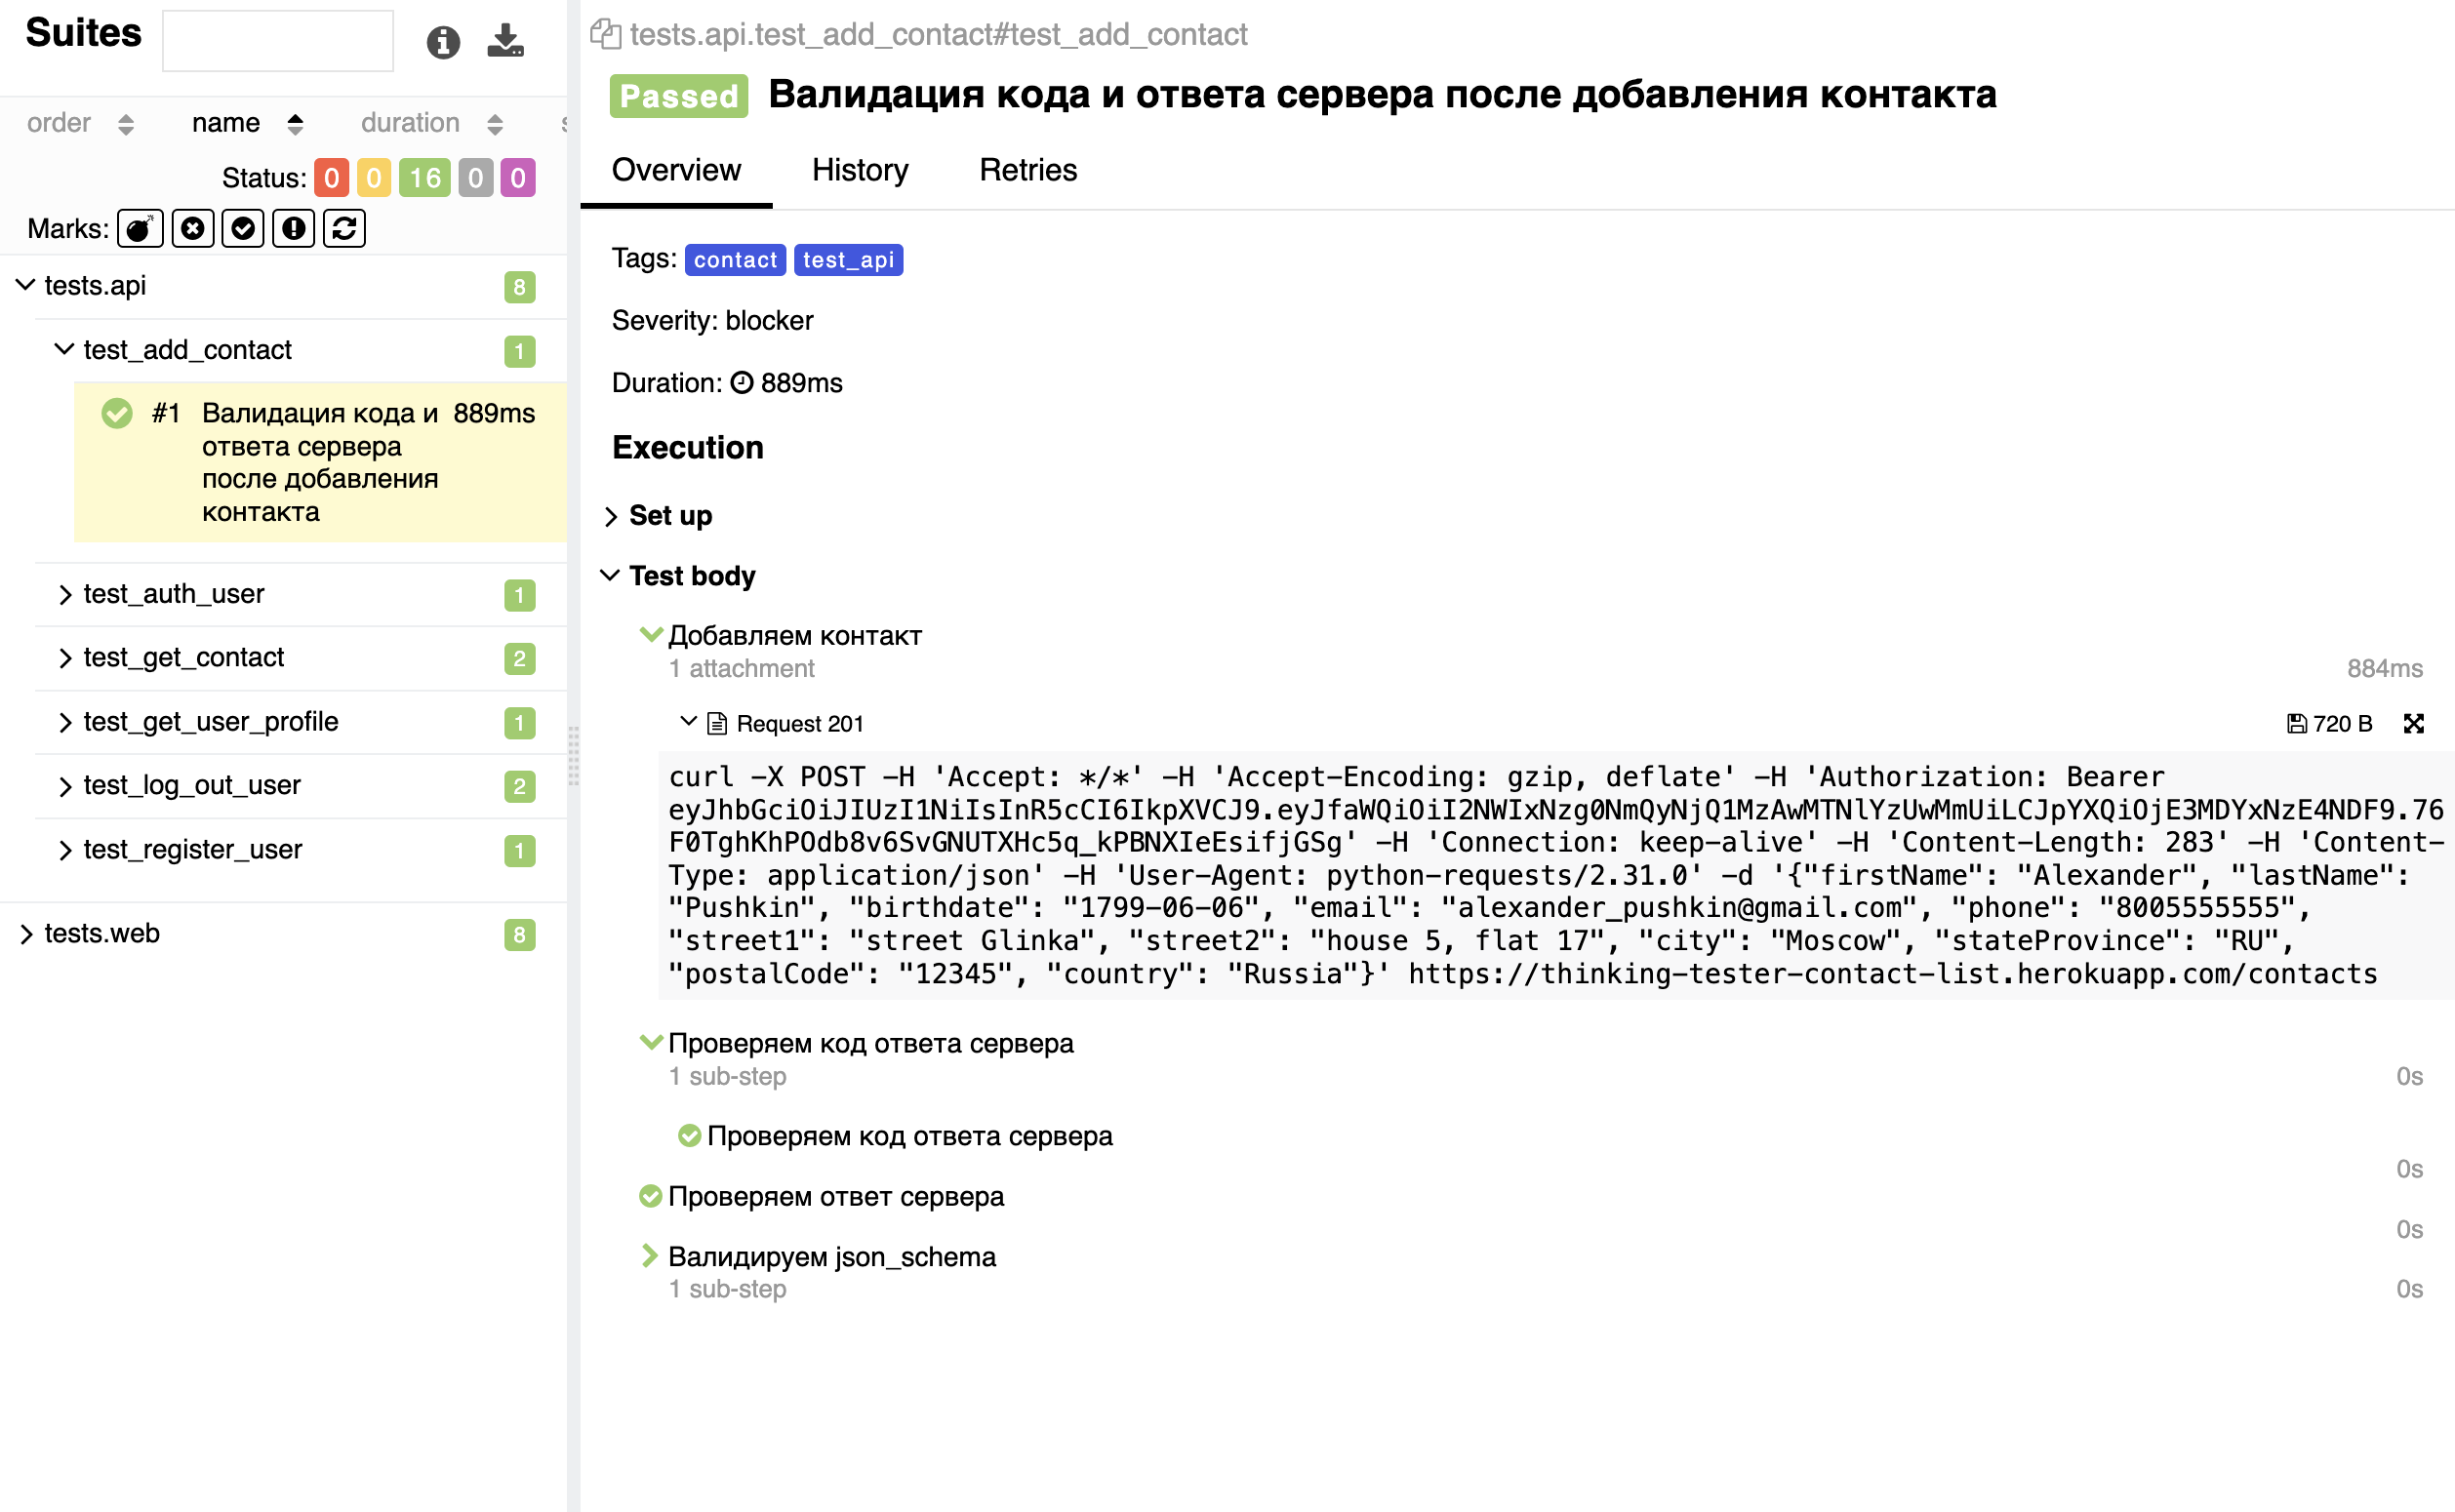 Suites
order name duration
Status: 0 0 16 0 0
Marks:
tests.api 8
test_add_contact 1
#1 Валидация кода и 889ms
ответа сервера
после добавления
контакта
test_auth_user 1
test_get_contact 2
test_get_user_profile 1
test_log_out_user 2
test_register_user 1
tests.web 8
tests.api.test_add_contact#test_add_contact
Passed Валидация кода и ответа сервера после добавления контакта
Overview History Retries
Tags: contact test_api
Severity: blocker
Duration: 889ms
Execution
Set up
Test body
Добавляем контакт
1 attachment 884ms
Request 201 720 B
curl -X POST -H 'Accept: */*' -H 'Accept-Encoding: gzip, deflate' -H 'Authorization: Bearer
eyJhbGciOiJIUzI1NiIsInR5cCI6IkpXVCJ9.eyJfaWQiOiI2NWIxNzg0NmQyNjQ1MzAwMTNlYzUwMmUiLCJpYXQiOjE3MDYxNzE4NDF9.76
F0TghKhPOdb8v6SvGNUTXHc5q_kPBNXIeEsifjGSg' -H 'Connection: keep-alive' -H 'Content-Length: 283' -H 'Content-
Type: application/json' -H 'User-Agent: python-requests/2.31.0' -d '{"firstName": "Alexander", "lastName":
"Pushkin", "birthdate": "1799-06-06", "email": "alexander_pushkin@gmail.com", "phone": "8005555555",
"street1": "street Glinka", "street2": "house 5, flat 17", "city": "Moscow", "stateProvince": "RU",
"postalCode": "12345", "country": "Russia"}' https://thinking-tester-contact-list.herokuapp.com/contacts
Проверяем код ответа сервера
1 sub-step 0s
Проверяем код ответа сервера
0s
Проверяем ответ сервера
0s
Валидируем json_schema
1 sub-step 0s